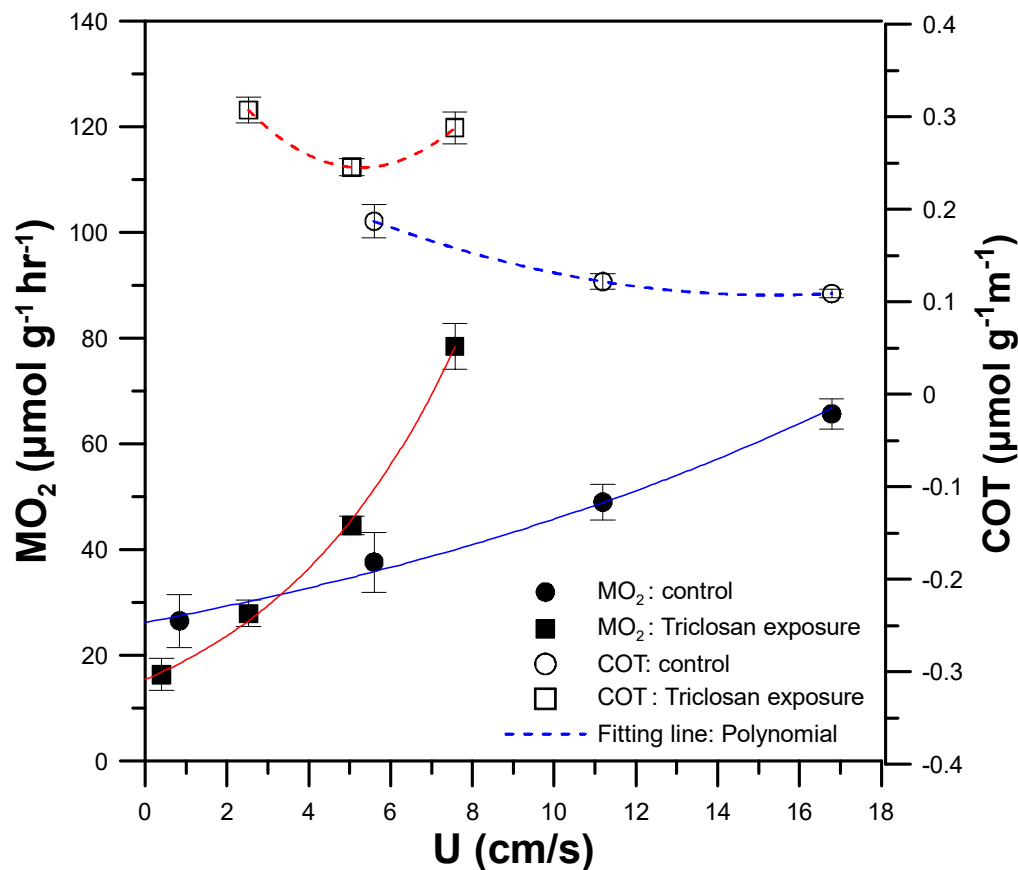 140
120
100
80
60
40
20
0
MO₂ (μmol g⁻¹ hr⁻¹)
0.4
0.3
0.2
0.1
0
-0.1
-0.2
-0.3
-0.4
COT (μmol g⁻¹m⁻¹)
MO₂ : control
MO₂ : Triclosan exposure
COT: control
COT : Triclosan exposure
Fitting line: Polynomial
0 2 4 6 8 10 12 14 16 18
U (cm/s)